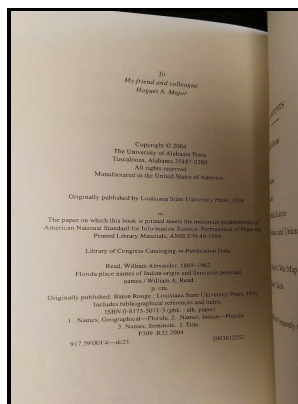 To
My friend and colleague
Hoguet A. Major
Copyright © 2004
The University of Alabama Press
Tuscaloosa, Alabama 35487-0380
All rights reserved
Manufactured in the United States of America
Originally published by Louisiana State University Press, 1934
∞
The paper on which this book is printed meets the minimum requirements of
American National Standard for Information Science-Permanence of Paper for
Printed Library Materials, ANSI Z39.48-1984.
Library of Congress Cataloging-in-Publication Data
Read, William Alexander, 1869-1962.
Florida place names of Indian origin and Seminole personal
names / William A. Read.
p. cm.
Originally published: Baton Rouge : Louisiana State University Press, 1934.
Includes bibliographical references and index.
ISBN 0-8173-5071-3 (pbk. : alk. paper)
1. Names, Geographical—Florida. 2. Names, Indian—Florida.
3. Names, Seminole. I. Title.
F309 .R32 2004
917.59'001'4—dc21